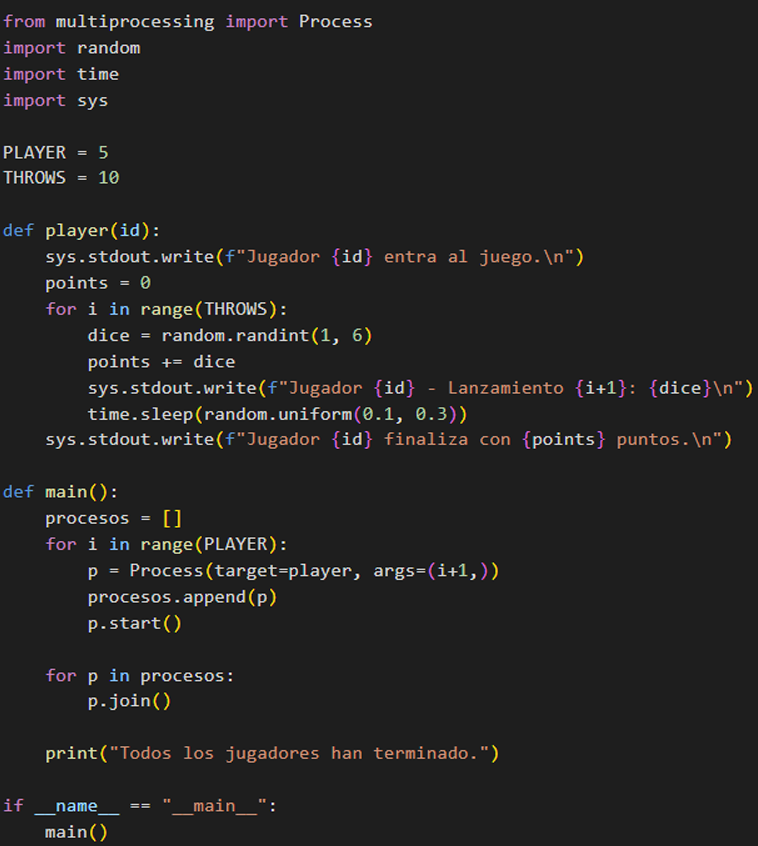 from multiprocessing import Process
import random
import time
import sys

PLAYER = 5
THROWS = 10

def player(id):
    sys.stdout.write(f"Jugador {id} entra al juego.\n")
    points = 0
    for i in range(THROWS):
        dice = random.randint(1, 6)
        points += dice
        sys.stdout.write(f"Jugador {id} - Lanzamiento {i+1}: {dice}\n")
        time.sleep(random.uniform(0.1, 0.3))
    sys.stdout.write(f"Jugador {id} finaliza con {points} puntos.\n")

def main():
    procesos = []
    for i in range(PLAYER):
        p = Process(target=player, args=(i+1,))
        procesos.append(p)
        p.start()

    for p in procesos:
        p.join()

    print("Todos los jugadores han terminado.")

if __name__ == "__main__":
    main()